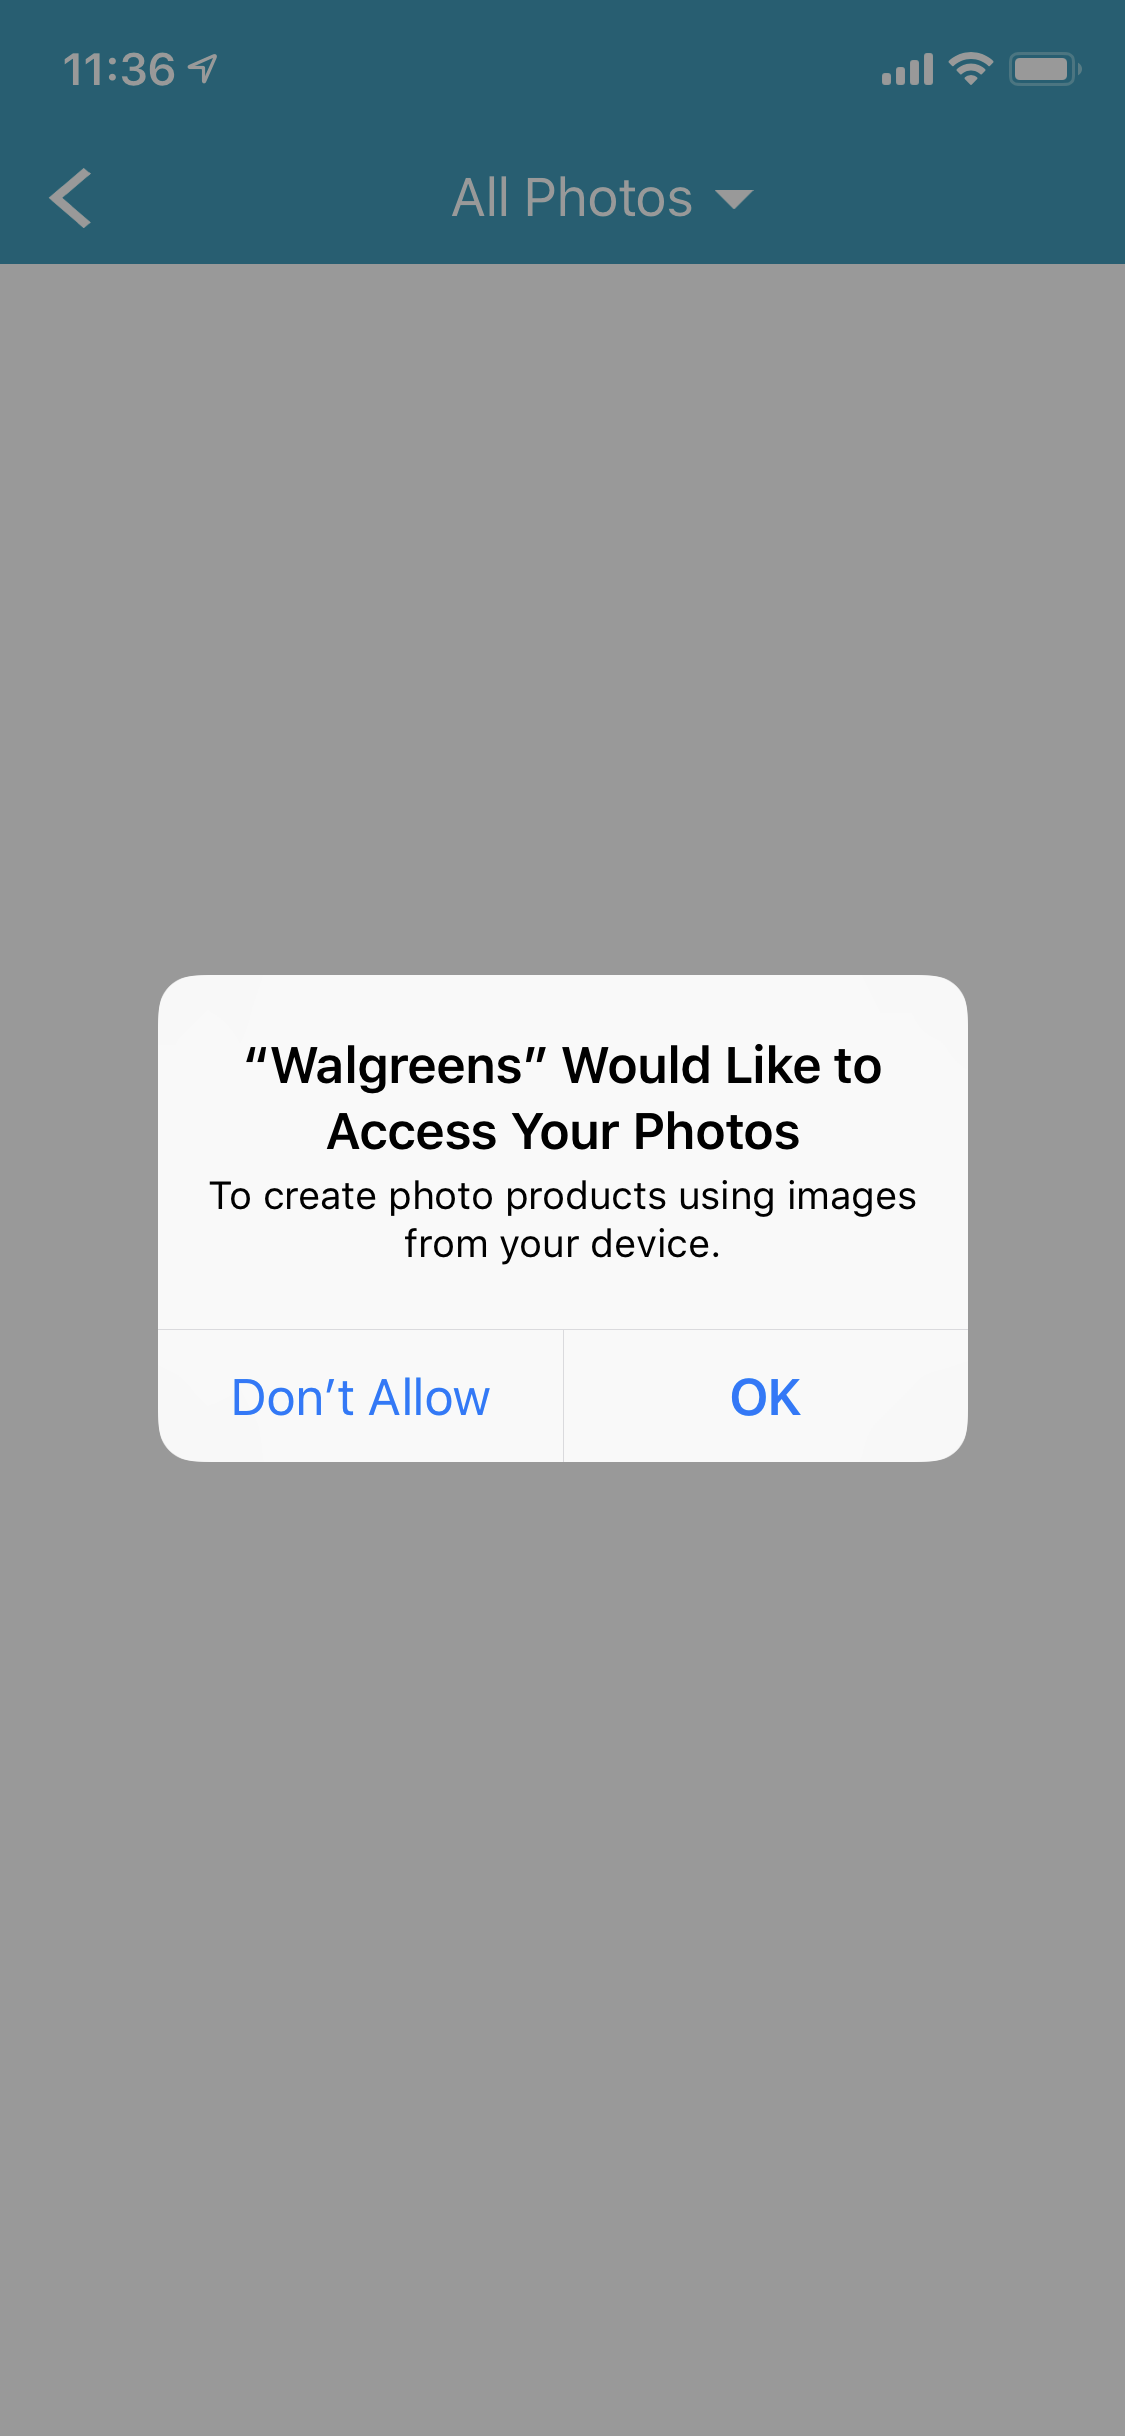 11:36
All Photos
“Walgreens” Would Like to
Access Your Photos
To create photo products using images
from your device.
Don’t Allow
OK